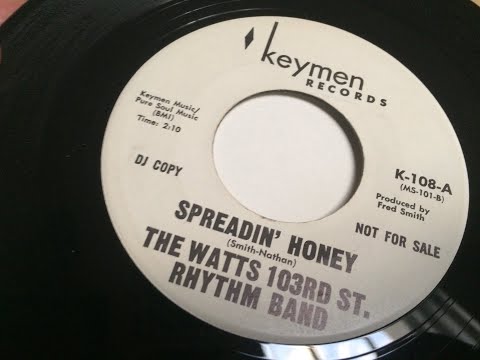 keymen
RECORDS
Keymen Music/
Pure Soul Music
(BMI)
Time: 2:10
DJ COPY
K-108-A
(MS-101-B)
Produced by
Fred Smith
NOT FOR SALE
SPREADIN' HONEY
(Smith-Nathan)
THE WATTS 103RD ST.
RHYTHM BAND